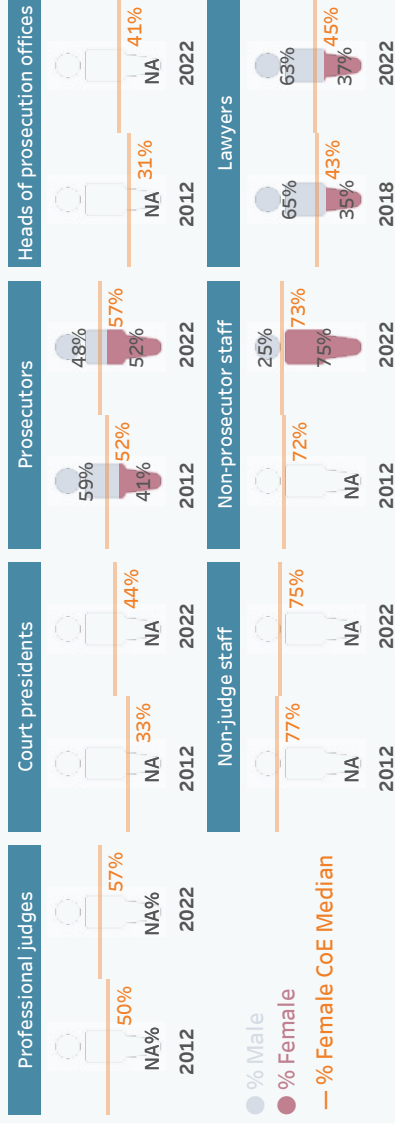 Professional judges
50%
57%
NA%
NA%
2012
2022
Court presidents
33%
44%
NA
NA
2012
2022
Prosecutors
59%
48%
52%
57%
41%
52%
2012
2022
Heads of prosecution offices
31%
41%
NA
NA
2012
2022
% Male
% Female
% Female CoE Median
Non-judge staff
77%
75%
NA
NA
2012
2022
Non-prosecutor staff
25%
72%
73%
NA
75%
2012
2022
Lawyers
65%
63%
43%
45%
35%
37%
2018
2022